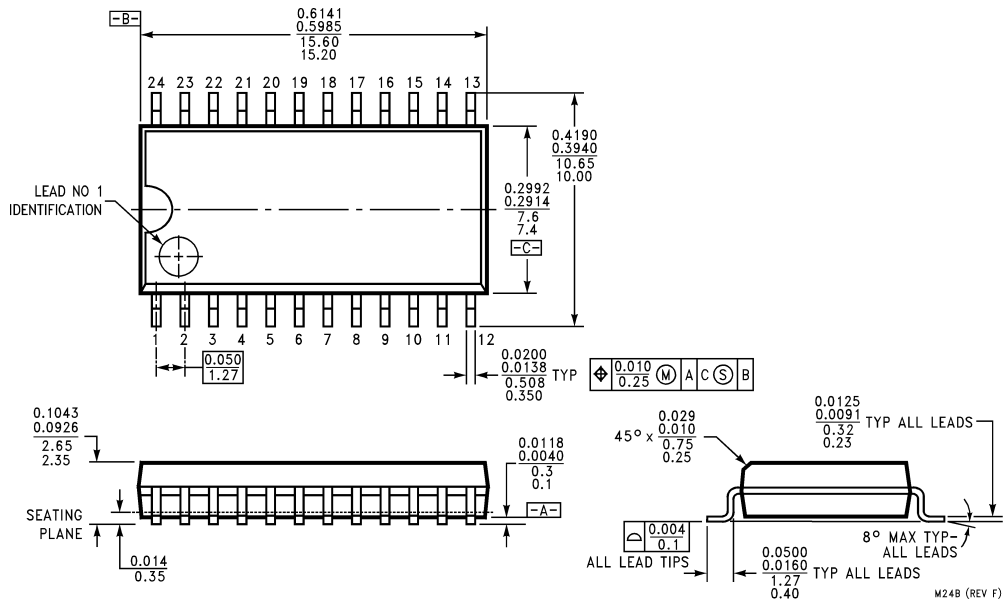 -B-
0.6141
0.5985
15.60
15.20
24 23 22 21 20 19 18 17 16 15 14 13
0.4190
0.3940
10.65
10.00
LEAD NO 1
IDENTIFICATION
0.2992
0.2914
7.6
7.4
-C-
1 2 3 4 5 6 7 8 9 10 11 12
0.050
1.27
0.0200
0.0138
0.508
0.350
TYP
⌖ 0.010 0.25 Ⓜ A C Ⓢ B
0.1043
0.0926
2.65
2.35
0.0118
0.0040
0.3
0.1
-A-
SEATING
PLANE
0.014
0.35
45° x
0.029
0.010
0.75
0.25
0.0125
0.0091
0.32
0.23
TYP ALL LEADS
0.004
0.1
ALL LEAD TIPS
0.0500
0.0160
1.27
0.40
TYP ALL LEADS
8° MAX TYP-
ALL LEADS
M24B (REV F)